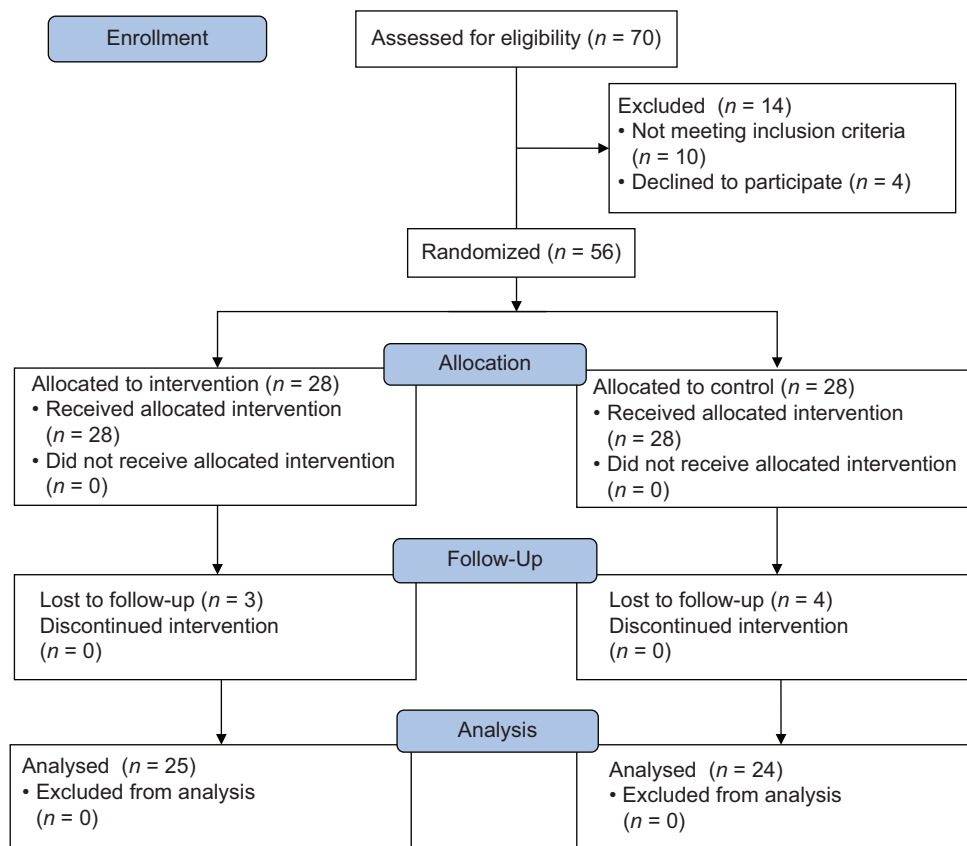 Enrollment
Assessed for eligibility (n = 70)
Excluded (n = 14)
• Not meeting inclusion criteria
(n = 10)
• Declined to participate (n = 4)
Randomized (n = 56)
Allocation
Allocated to intervention (n = 28)
• Received allocated intervention
(n = 28)
• Did not receive allocated intervention
(n = 0)
Allocated to control (n = 28)
• Received allocated intervention
(n = 28)
• Did not receive allocated intervention
(n = 0)
Follow-Up
Lost to follow-up (n = 3)
Discontinued intervention
(n = 0)
Lost to follow-up (n = 4)
Discontinued intervention
(n = 0)
Analysis
Analysed (n = 25)
• Excluded from analysis
(n = 0)
Analysed (n = 24)
• Excluded from analysis
(n = 0)